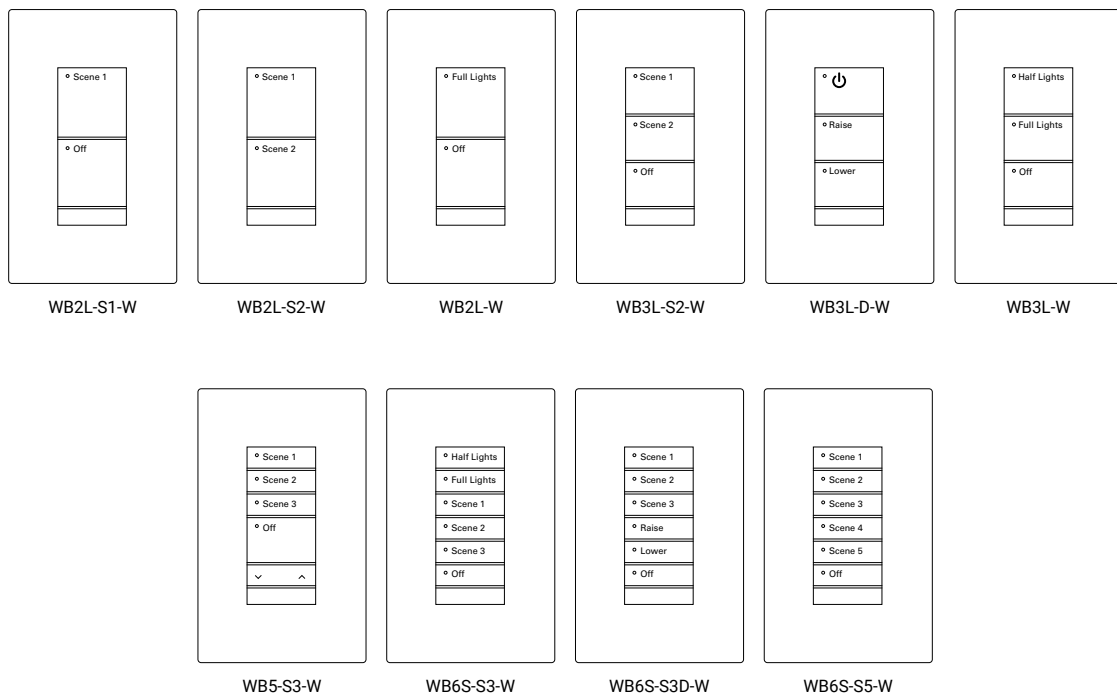 Scene 1
Off
WB2L-S1-W
Scene 1
Scene 2
WB2L-S2-W
Full Lights
Off
WB2L-W
Scene 1
Scene 2
Off
WB3L-S2-W
Raise
Lower
WB3L-D-W
Half Lights
Full Lights
Off
WB3L-W
Scene 1
Scene 2
Scene 3
Off
WB5-S3-W
Half Lights
Full Lights
Scene 1
Scene 2
Scene 3
Off
WB6S-S3-W
Scene 1
Scene 2
Scene 3
Raise
Lower
Off
WB6S-S3D-W
Scene 1
Scene 2
Scene 3
Scene 4
Scene 5
Off
WB6S-S5-W